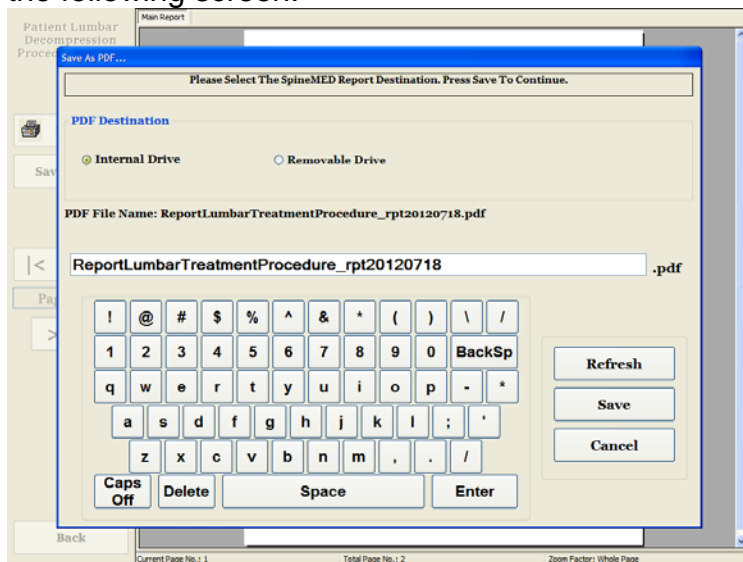 the following screen.
Main Report
Patient Lumbar
Decompression
Save As PDF...
Please Select The SpineMED Report Destination. Press Save To Continue.
PDF Destination
Internal Drive
Removable Drive
PDF File Name: ReportLumbarTreatmentProcedure_rpt20120718.pdf
ReportLumbarTreatmentProcedure_rpt20120718 .pdf
|<
>
! @ # $ % ^ & * ( ) \ /
1 2 3 4 5 6 7 8 9 0 BackSp
q w e r t y u i o p - *
a s d f g h j k l ; '
z x c v b n m , . /
Caps Off Delete Space Enter
Refresh
Save
Cancel
Back
Current Page No.: 1 Total Page No.: 2 Zoom Factor: Whole Page